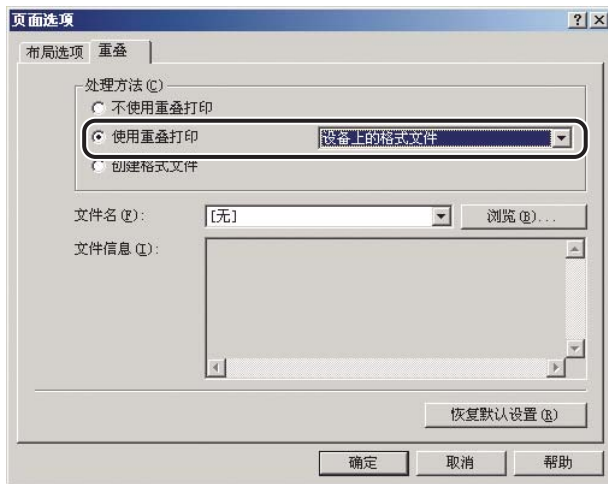 页面选项
布局选项 重叠
处理方法(C)
不使用重叠打印
使用重叠打印 设备上的格式文件
创建格式文件
文件名(F): [无] 浏览(B)...
文件信息(I):
恢复默认设置(R)
确定 取消 帮助